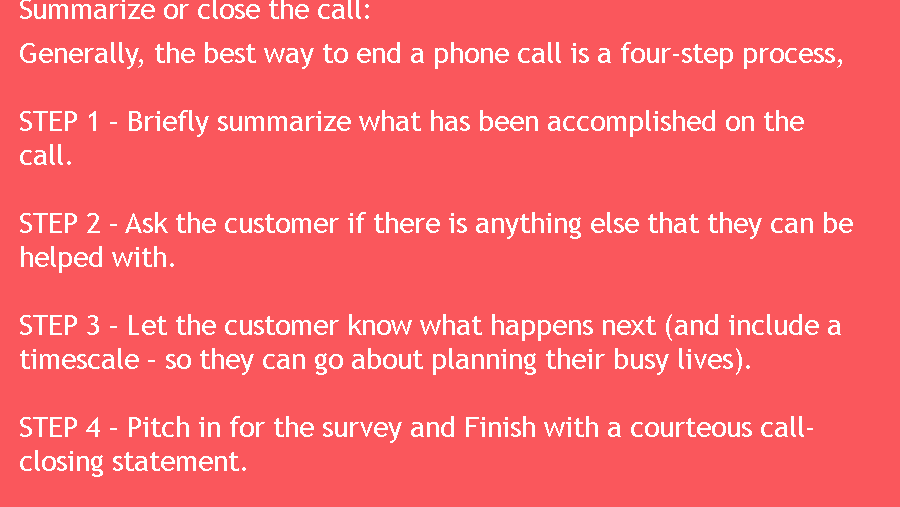 Summarize or close the call:
Generally, the best way to end a phone call is a four-step process,
STEP 1 – Briefly summarize what has been accomplished on the
call.
STEP 2 – Ask the customer if there is anything else that they can be
helped with.
STEP 3 – Let the customer know what happens next (and include a
timescale – so they can go about planning their busy lives).
STEP 4 – Pitch in for the survey and Finish with a courteous call-
closing statement.